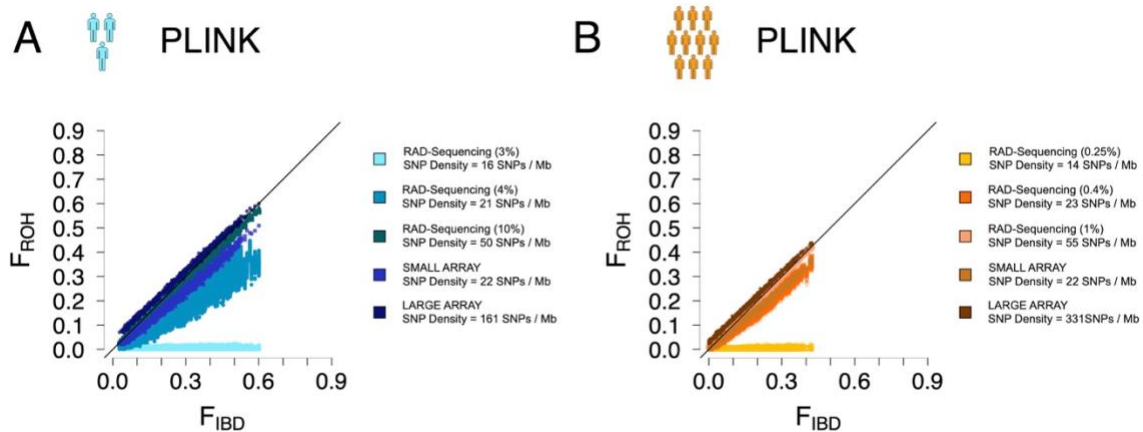 A PLINK
F_ROH
0.9
0.8
0.7
0.6
0.5
0.4
0.3
0.2
0.1
0.0
0.0 0.3 0.6 0.9
F_IBD
RAD-Sequencing (3%)
SNP Density = 16 SNPs / Mb
RAD-Sequencing (4%)
SNP Density = 21 SNPs / Mb
RAD-Sequencing (10%)
SNP Density = 50 SNPs / Mb
SMALL ARRAY
SNP Density = 22 SNPs / Mb
LARGE ARRAY
SNP Density = 161 SNPs / Mb
B PLINK
F_ROH
0.9
0.8
0.7
0.6
0.5
0.4
0.3
0.2
0.1
0.0
0.0 0.3 0.6 0.9
F_IBD
RAD-Sequencing (0.25%)
SNP Density = 14 SNPs / Mb
RAD-Sequencing (0.4%)
SNP Density = 23 SNPs / Mb
RAD-Sequencing (1%)
SNP Density = 55 SNPs / Mb
SMALL ARRAY
SNP Density = 22 SNPs / Mb
LARGE ARRAY
SNP Density = 331SNPs / Mb